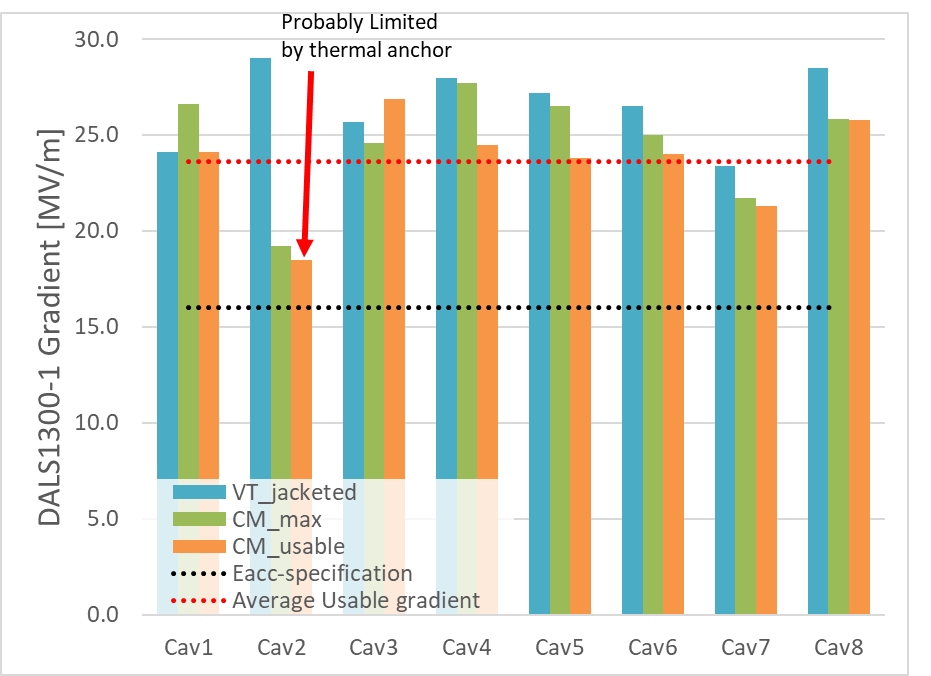 Probably Limited
by thermal anchor
DALS1300-1 Gradient [MV/m]
30.0
25.0
20.0
15.0
10.0
5.0
0.0
VT_jacketed
CM_max
CM_usable
Eacc-specification
Average Usable gradient
Cav1 Cav2 Cav3 Cav4 Cav5 Cav6 Cav7 Cav8